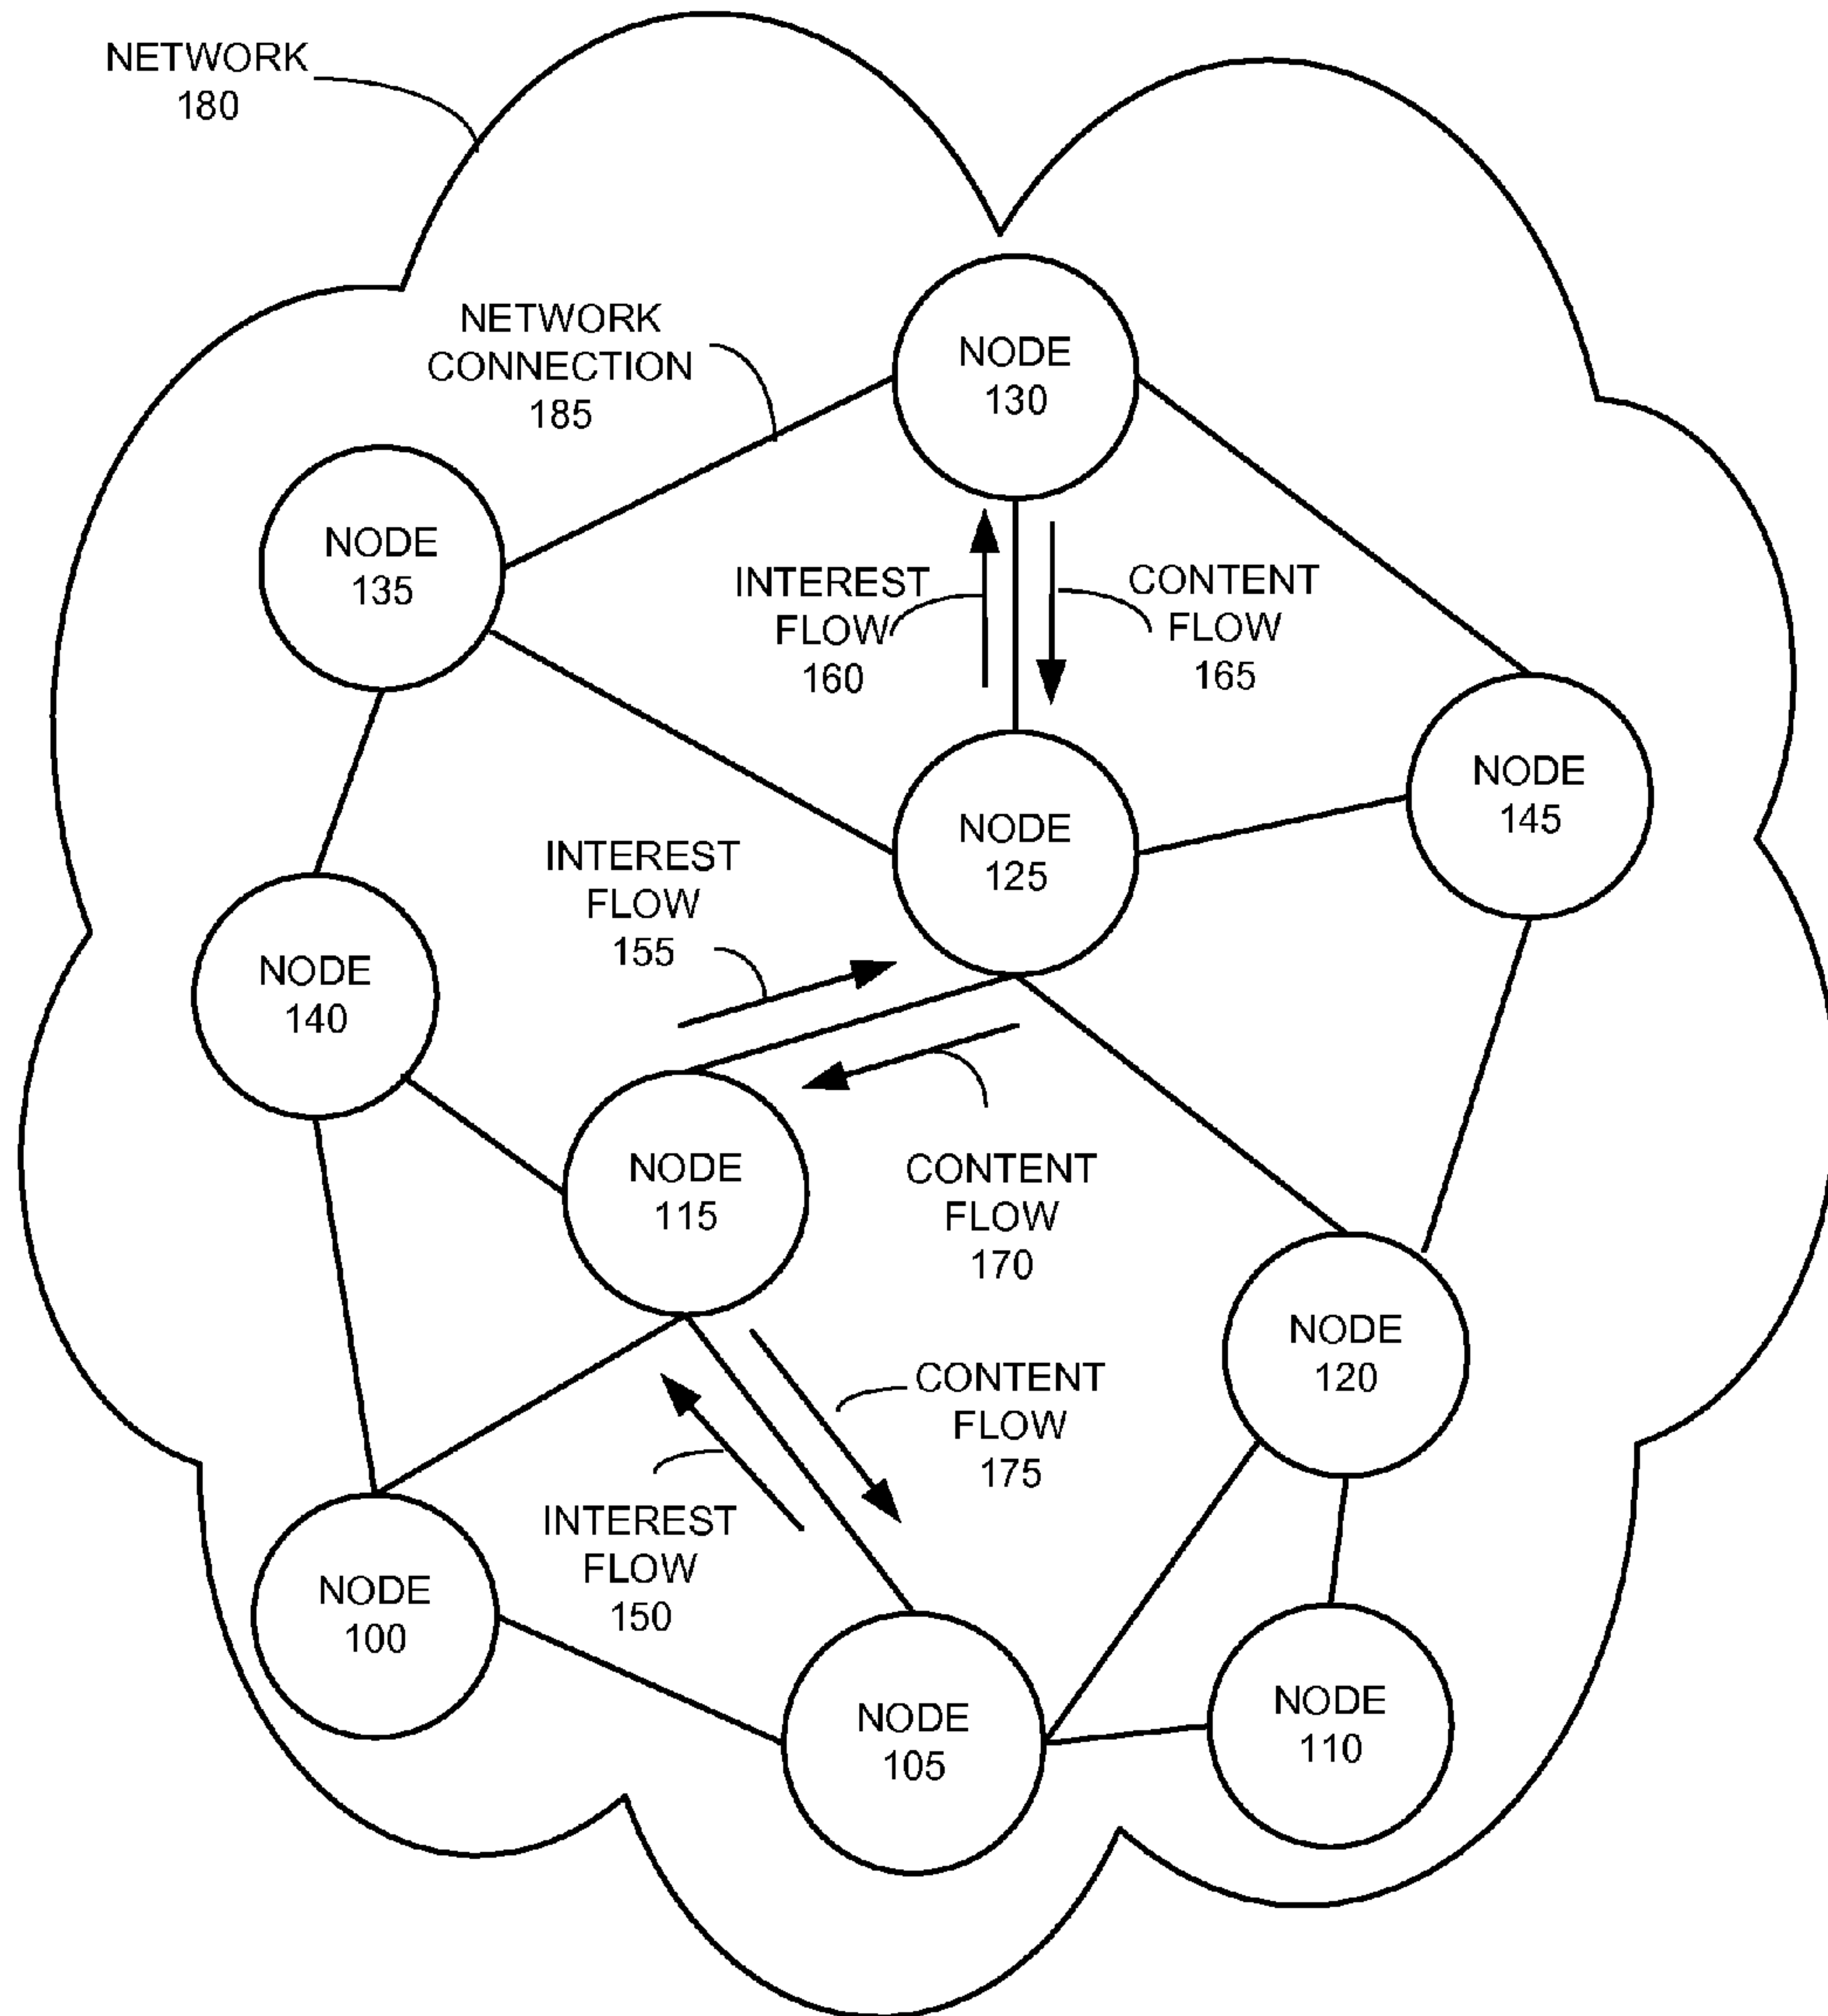 NETWORK
180
NETWORK
CONNECTION
185
NODE
130
NODE
135
INTEREST
FLOW
160
CONTENT
FLOW
165
NODE
145
NODE
125
INTEREST
FLOW
155
NODE
140
NODE
115
CONTENT
FLOW
170
NODE
120
CONTENT
FLOW
175
INTEREST
FLOW
150
NODE
100
NODE
105
NODE
110